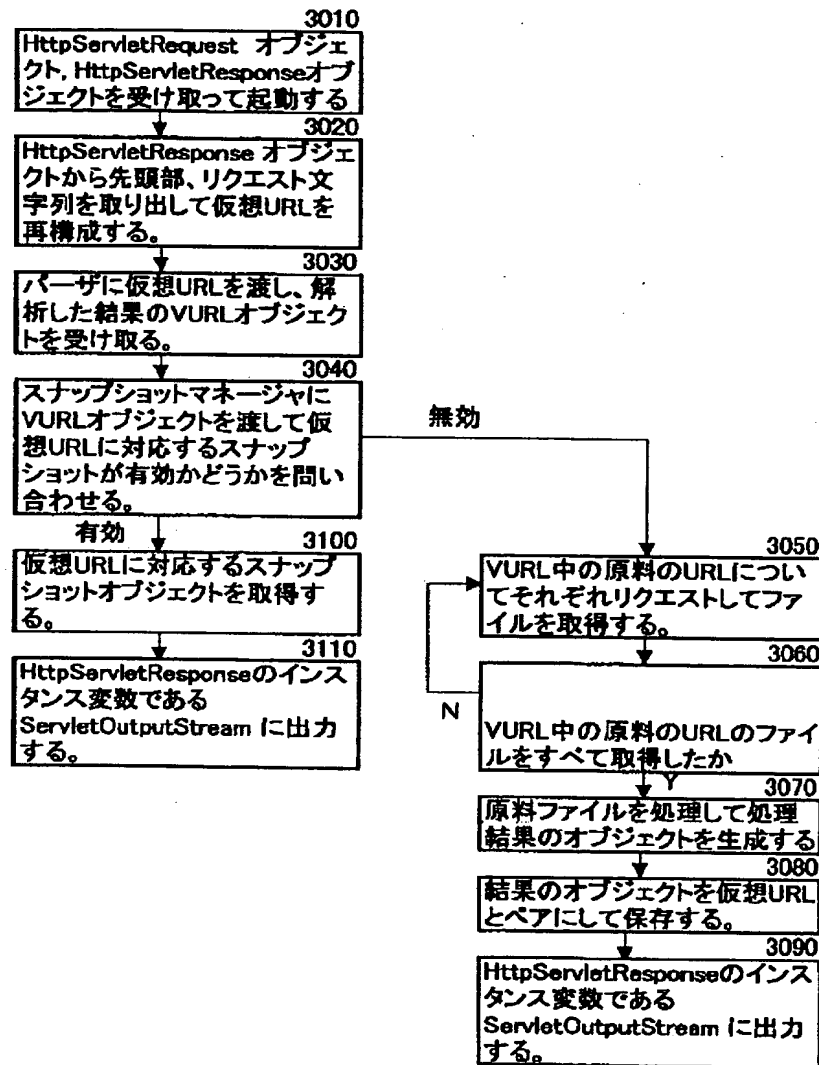 3010
HttpServletRequest オブジェ
クト, HttpServletResponseオブ
ジェクトを受け取って起動する
3020
HttpServletResponse オブジェ
クトから先頭部、リクエスト文
字列を取り出して仮想URLを
再構成する。
3030
パーザに仮想URLを渡し、解
析した結果のVURLオブジェク
トを受け取る。
3040
スナップショットマネージャに
VURLオブジェクトを渡して仮
想URLに対応するスナップ
ショットが有効かどうかを問い
合わせる。
無効
有効
3100
仮想URLに対応するスナップ
ショットオブジェクトを取得す
る。
3110
HttpServletResponseのインス
タンス変数である
ServletOutputStream に出力
する。
3050
VURL中の原料のURLについ
てそれぞれリクエストしてファ
イルを取得する。
3060
VURL中の原料のURLのファイ
ルをすべて取得したか
N
Y
3070
原料ファイルを処理して処理
結果のオブジェクトを生成する
3080
結果のオブジェクトを仮想URL
とペアにして保存する。
3090
HttpServletResponseのインス
タンス変数である
ServletOutputStream に出力
する。